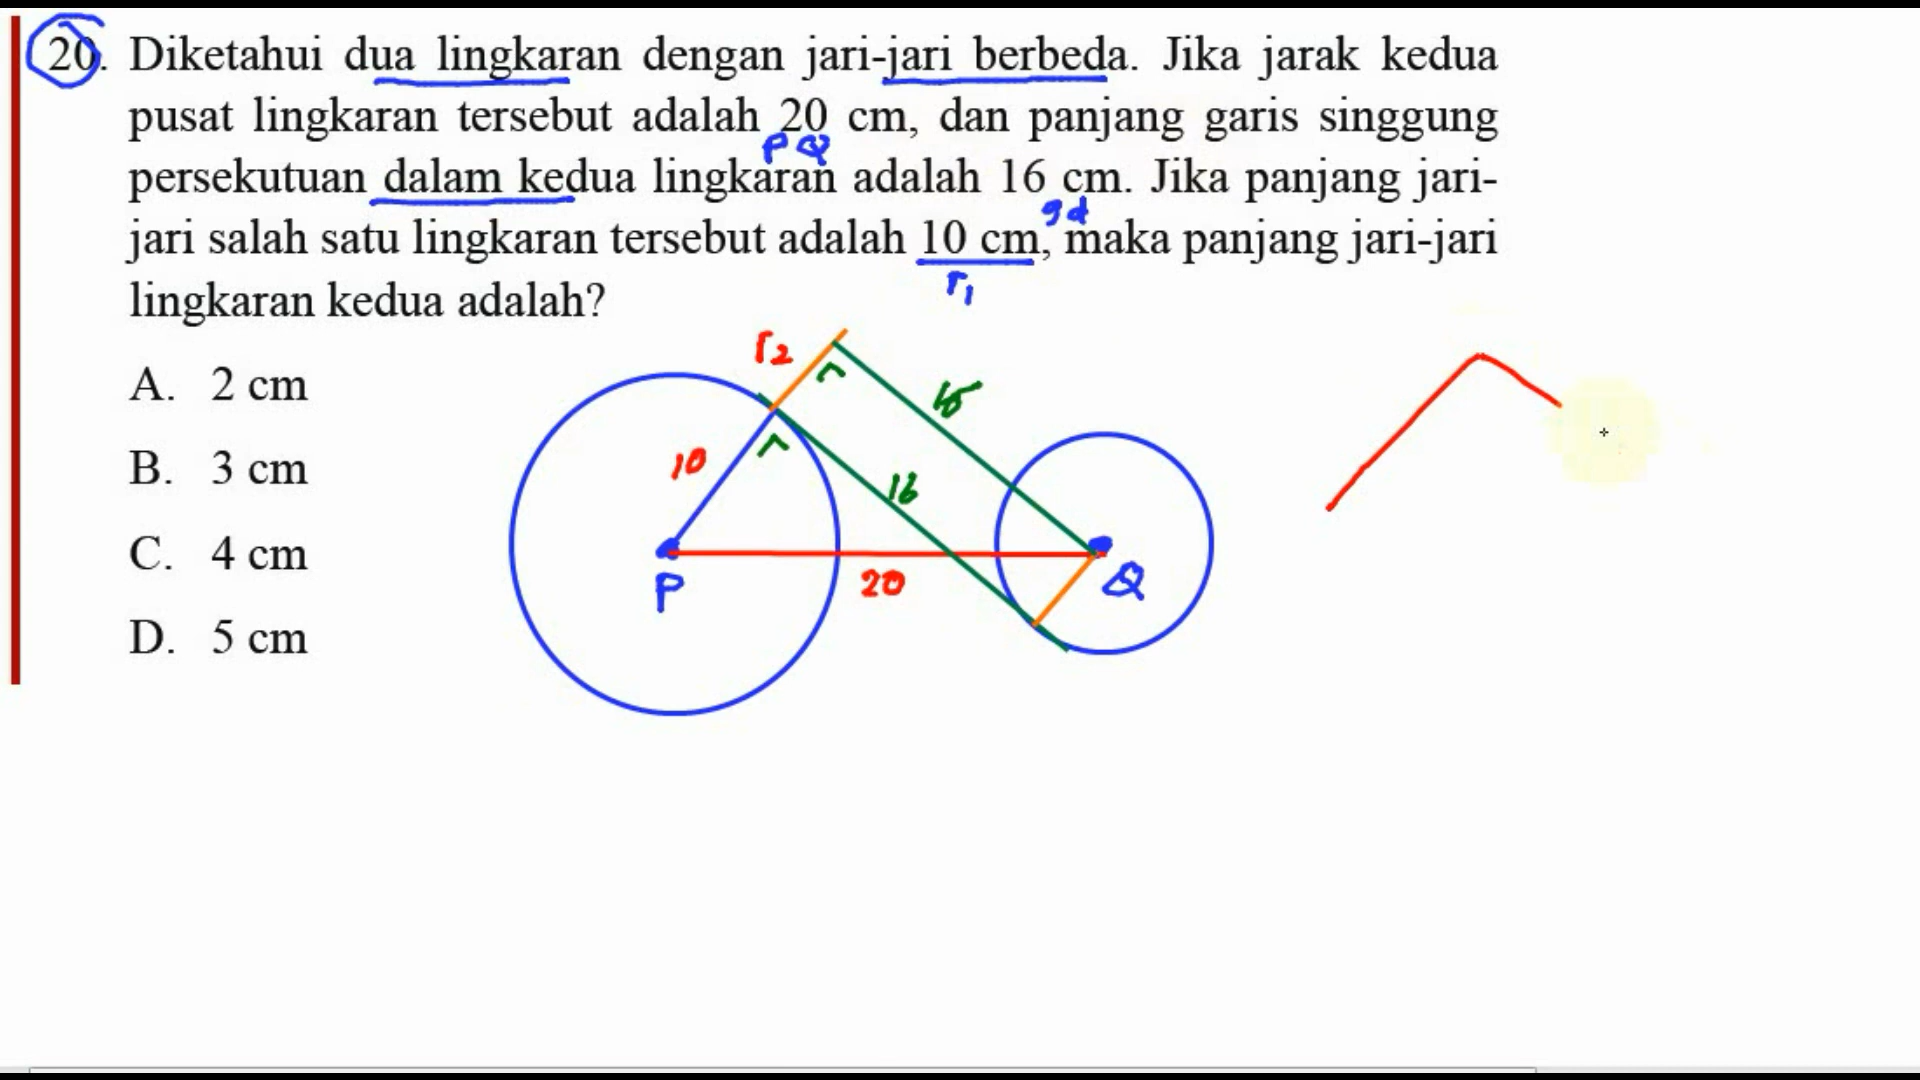 20. Diketahui dua lingkaran dengan jari-jari berbeda. Jika jarak kedua
pusat lingkaran tersebut adalah 20 cm, dan panjang garis singgung
PQ
persekutuan dalam kedua lingkaran adalah 16 cm. Jika panjang jari-
gd
jari salah satu lingkaran tersebut adalah 10 cm, maka panjang jari-jari
r1
lingkaran kedua adalah?
A. 2 cm
B. 3 cm
C. 4 cm
D. 5 cm
r2
10
16
P
20
Q